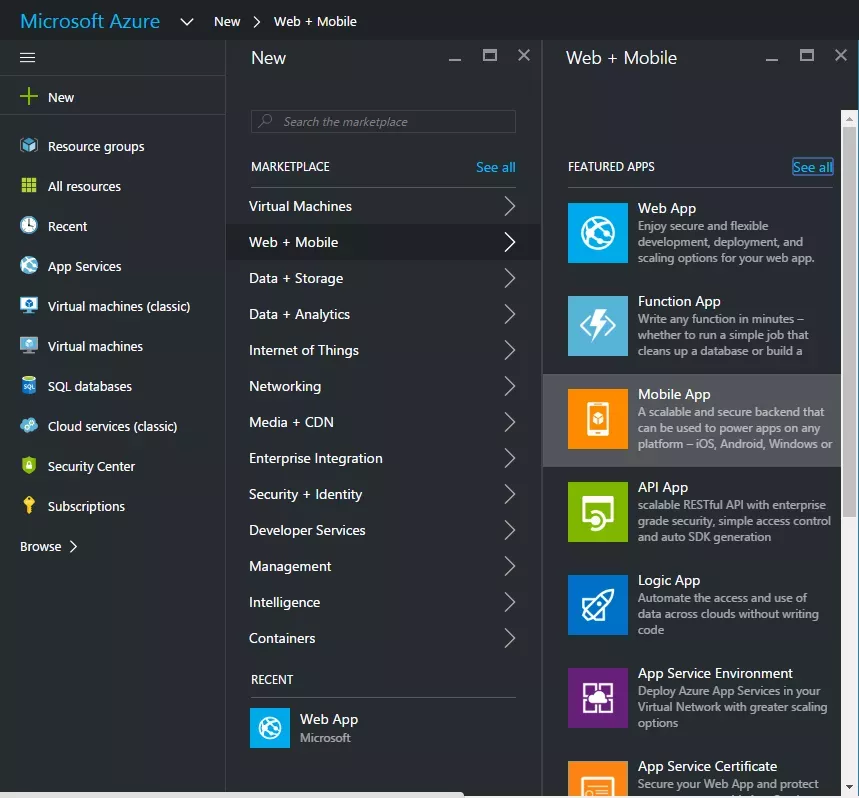 Microsoft Azure
New
Web + Mobile
New
Resource groups
All resources
Recent
App Services
Virtual machines (classic)
Virtual machines
SQL databases
Cloud services (classic)
Security Center
Subscriptions
Browse
New
Search the marketplace
MARKETPLACE
See all
Virtual Machines
Web + Mobile
Data + Storage
Data + Analytics
Internet of Things
Networking
Media + CDN
Enterprise Integration
Security + Identity
Developer Services
Management
Intelligence
Containers
RECENT
Web App
Microsoft
Web + Mobile
FEATURED APPS
See all
Web App
Enjoy secure and flexible
development, deployment, and
scaling options for your web app.
Function App
Write any function in minutes –
whether to run a simple job that
cleans up a database or build a
Mobile App
A scalable and secure backend that
can be used to power apps on any
platform – iOS, Android, Windows or
API App
scalable RESTful API with enterprise
grade security, simple access control
and auto SDK generation
Logic App
Automate the access and use of
data across clouds without writing
code
App Service Environment
Deploy Azure App Services in your
Virtual Network with greater scaling
options
App Service Certificate
Secure your Web App and protect